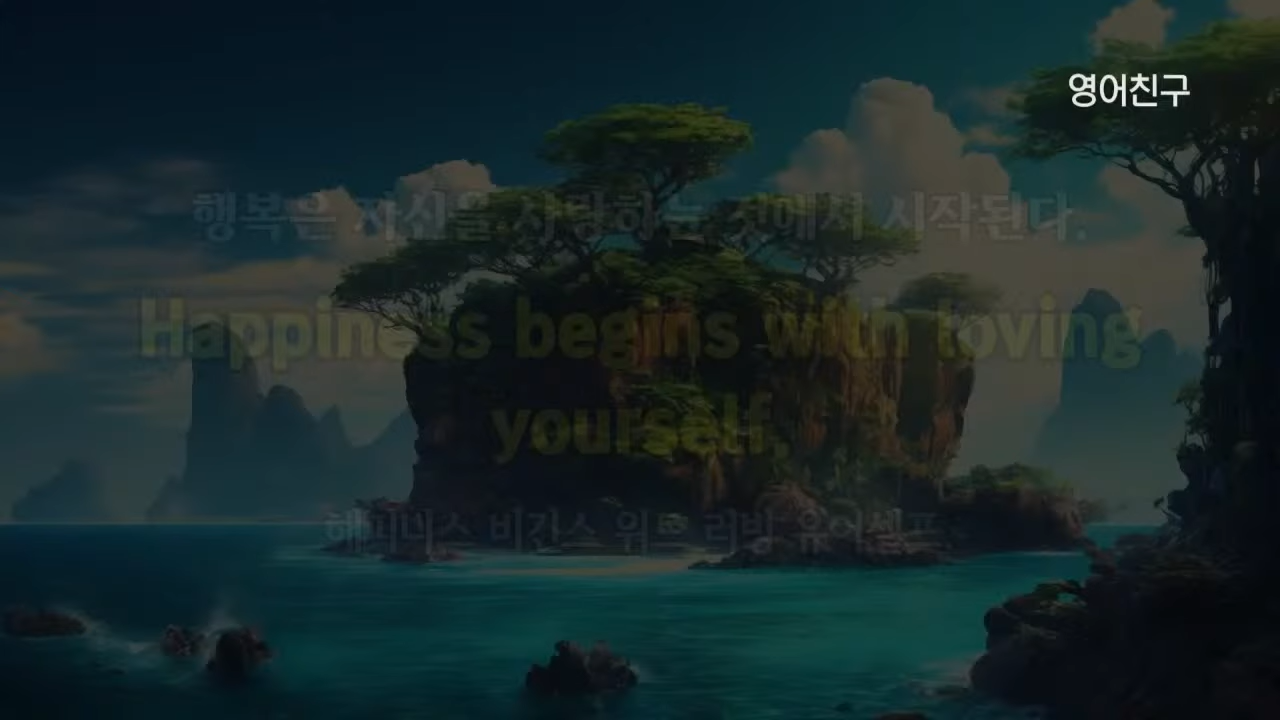 영어친구
행복은 자신을 사랑하는 것에서 시작된다.
Happiness begins with loving
yourself.
해피네스 비긴스 위드 러빙 유어셀프